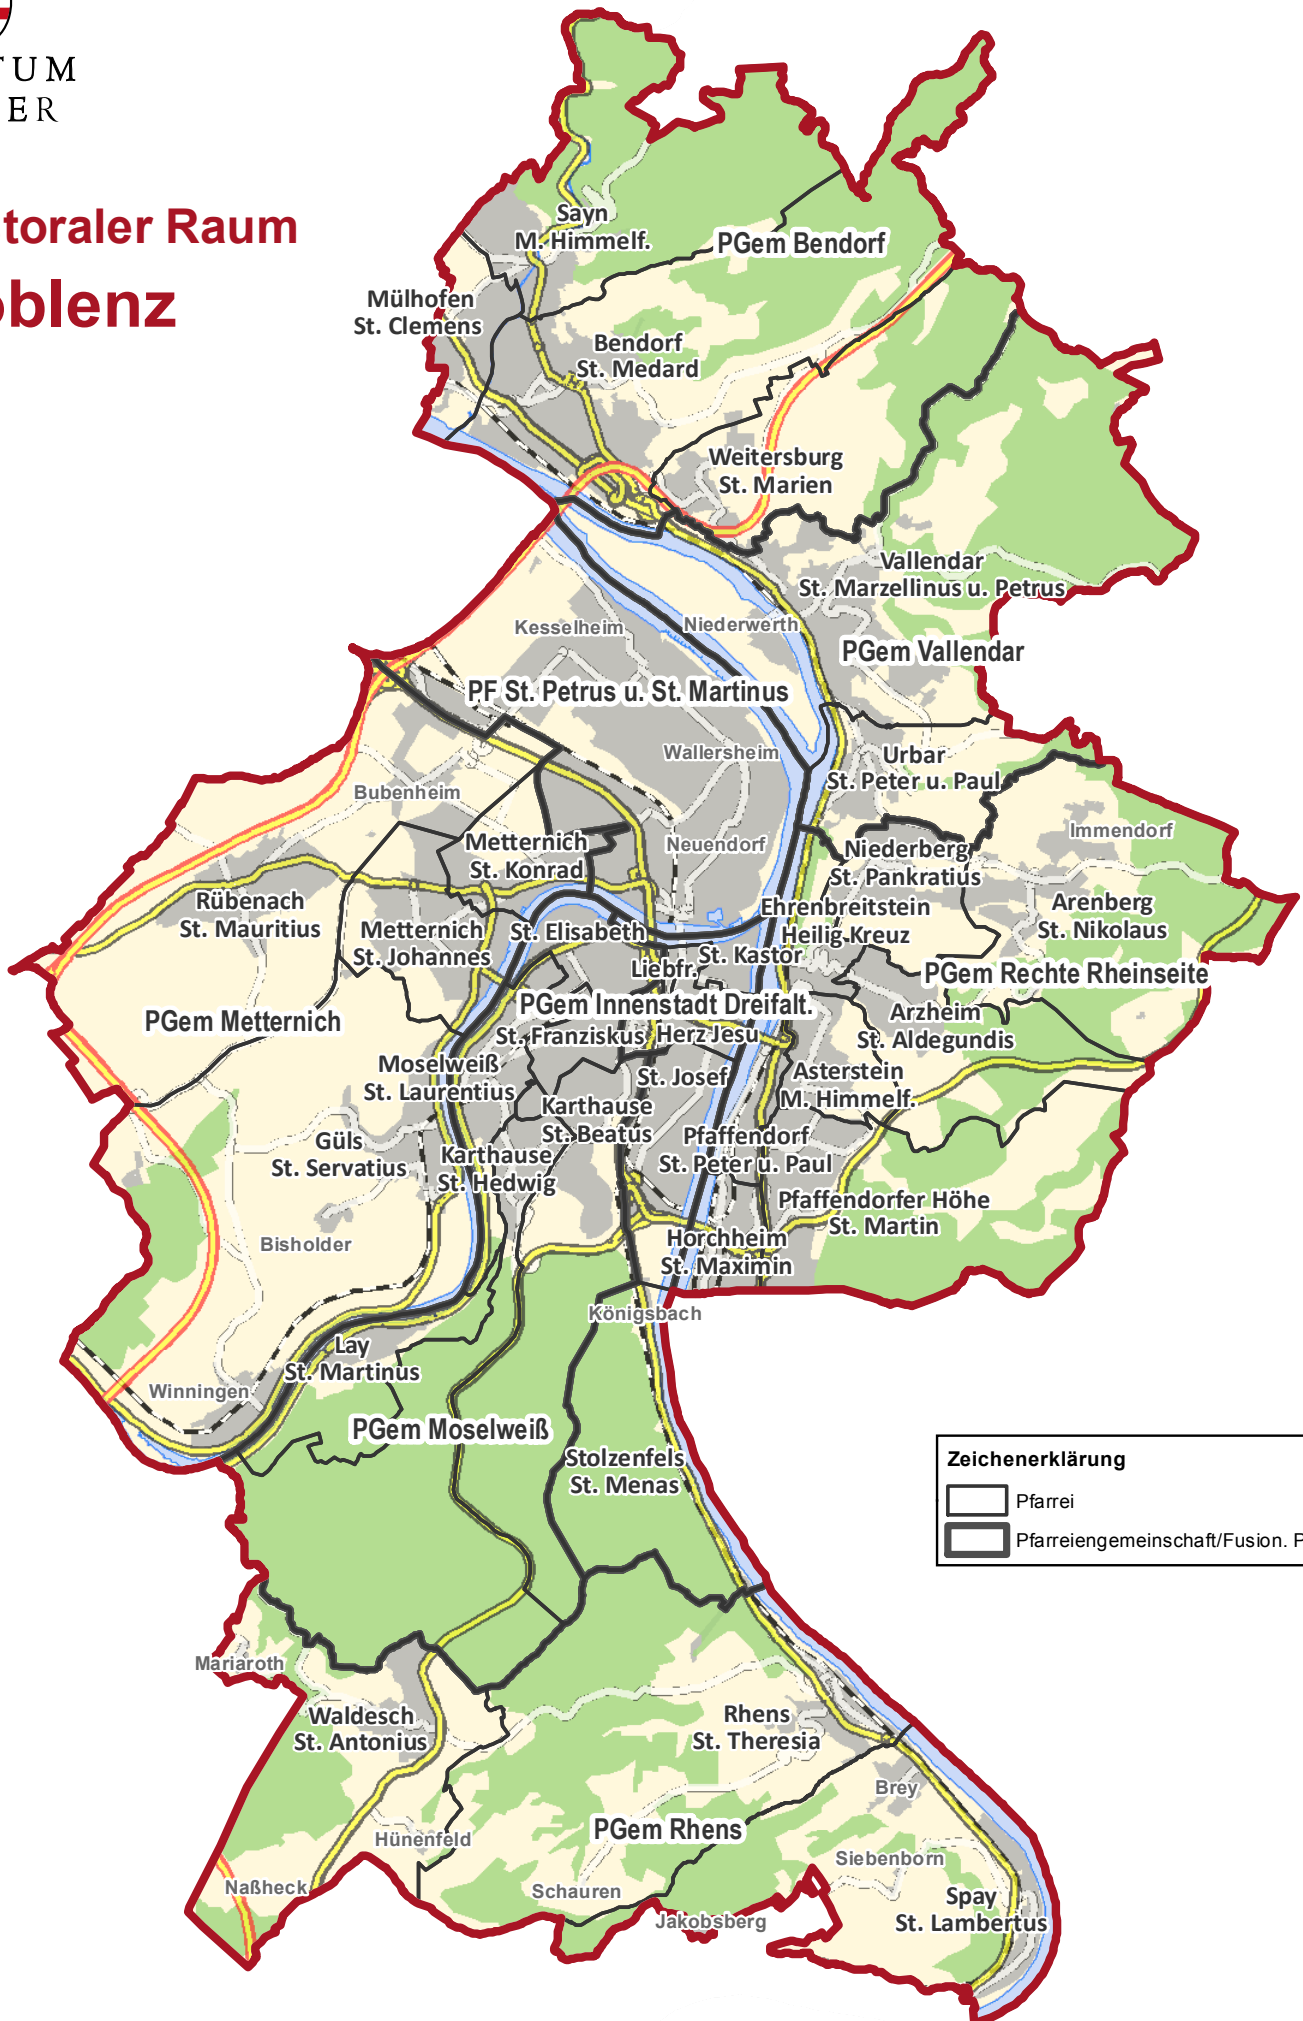 TUM
ER
toraler Raum
oblenz
Sayn
M. Himmelf.
PGem Bendorf
Mülhofen
St. Clemens
Bendorf
St. Medard
Weitersburg
St. Marien
Vallendar
St. Marzellinus u. Petrus
Kesselheim
Niederwerth
PGem Vallendar
PF St. Petrus u. St. Martinus
Wallersheim
Urbar
St. Peter u. Paul
Bubenheim
Immendorf
Metternich
St. Konrad
Neuendorf
Niederberg
St. Pankratius
Rübenach
St. Mauritius
Metternich
St. Johannes
St. Elisabeth
Ehrenbreitstein
Heilig Kreuz
Arenberg
St. Nikolaus
St. Kastor
Liebfr.
PGem Rechte Rheinseite
PGem Innenstadt Dreifalt.
PGem Metternich
Arzheim
St. Aldegundis
St. Franziskus
Herz Jesu
Moselweiß
St. Laurentius
St. Josef
Asterstein
M. Himmelf.
Karthause
St. Beatus
Pfaffendorf
St. Peter u. Paul
Güls
St. Servatius
Karthause
St. Hedwig
Pfaffendorfer Höhe
St. Martin
Bisholder
Horchheim
St. Maximin
Königsbach
Lay
St. Martinus
Winningen
PGem Moselweiß
Stolzenfels
St. Menas
Zeichenerklärung
Pfarrei
Pfarreiengemeinschaft/Fusion. P
Mariaroth
Waldesch
St. Antonius
Rhens
St. Theresia
Brey
PGem Rhens
Hünenfeld
Siebenborn
Naßheck
Schauren
Spay
St. Lambertus
Jakobsberg